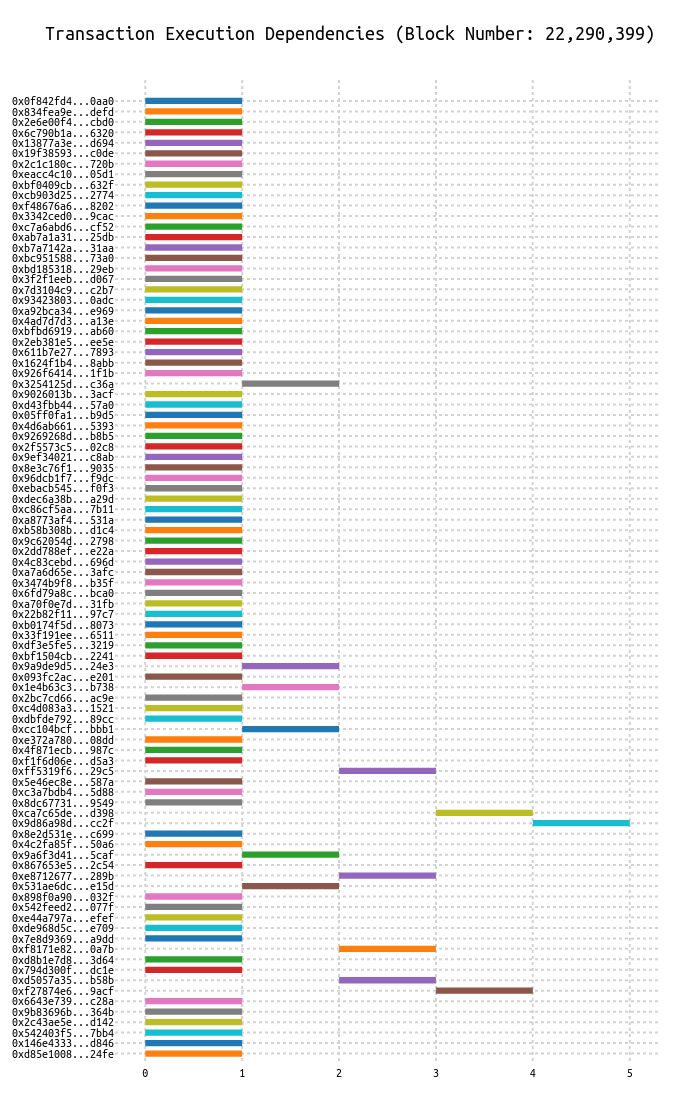 Transaction Execution Dependencies (Block Number: 22,290,399)
0x0f842fd4...0aa0
0x834fea9e...defd
0x2e6e00f4...cbd0
0x6c790b1a...6320
0x13877a3e...d694
0x19f38593...c0de
0x2c1c180c...720b
0xeacc4c10...05d1
0xbf0409cb...632f
0xcb903d25...2774
0xf48676a6...8202
0x3342ced0...9cac
0xc7a6abd6...cf52
0xab7a1a31...25db
0xb7a7142a...31aa
0xbc951588...73a0
0xbd185318...29eb
0x3f2f1eeb...d067
0x7d3104c9...c2b7
0x93423803...0adc
0xa92bca34...e969
0x4ad7d7d3...a13e
0xbfbd6919...ab60
0x2eb381e5...ee5e
0x611b7e27...7893
0x1624f1b4...8abb
0x926f6414...1f1b
0x3254125d...c36a
0x9026013b...3acf
0xd43fbb44...57a0
0x05ff0fa1...b9d5
0x4d6ab661...5393
0x9269268d...b8b5
0x2f5573c5...02c8
0x9ef34021...c8ab
0x8e3c76f1...9035
0x96dcb1f7...f9dc
0xebacb545...f0f3
0xdec6a38b...a29d
0xc86cf5aa...7b11
0xa8773af4...531a
0xb58b308b...d1c4
0x9c62054d...2798
0x2dd788ef...e22a
0x4c83cebd...696d
0xa7a6d65e...3afc
0x3474b9f8...b35f
0x6fd79a8c...bca0
0xa70f0e7d...31fb
0x22b82f11...97c7
0xb0174f5d...8073
0x33f191ee...6511
0xdf3e5fe5...3219
0xbf1504cb...2241
0x9a9de9d5...24e3
0x093fc2ac...e201
0x1e4b63c3...b738
0x2bc7cd66...ac9e
0xc4d083a3...1521
0xdbfde792...89cc
0xcc104bcf...bbb1
0xe372a780...08dd
0x4f871ecb...987c
0xf1f6d06e...d5a3
0xff5319f6...29c5
0x5e46ec8e...587a
0xc3a7bdb4...5d88
0x8dc67731...9549
0xca7c65de...d398
0x9d86a98d...cc2f
0x8e2d531e...c699
0x4c2fa85f...50a6
0x9a6f3d41...5caf
0x867653e5...2c54
0xe8712677...289b
0x531ae6dc...e15d
0x898f0a90...032f
0x542feed2...077f
0xe44a797a...efef
0xde968d5c...e709
0x7e8d9369...a9dd
0xf8171e82...0a7b
0xd8b1e7d8...3d64
0x794d300f...dc1e
0xd5057a35...b58b
0xf27874e6...9acf
0x6643e739...c28a
0x9b83696b...364b
0x2c43ae5e...d142
0x542403f5...7bb4
0x146e4333...d846
0xd85e1008...24fe
0 1 2 3 4 5